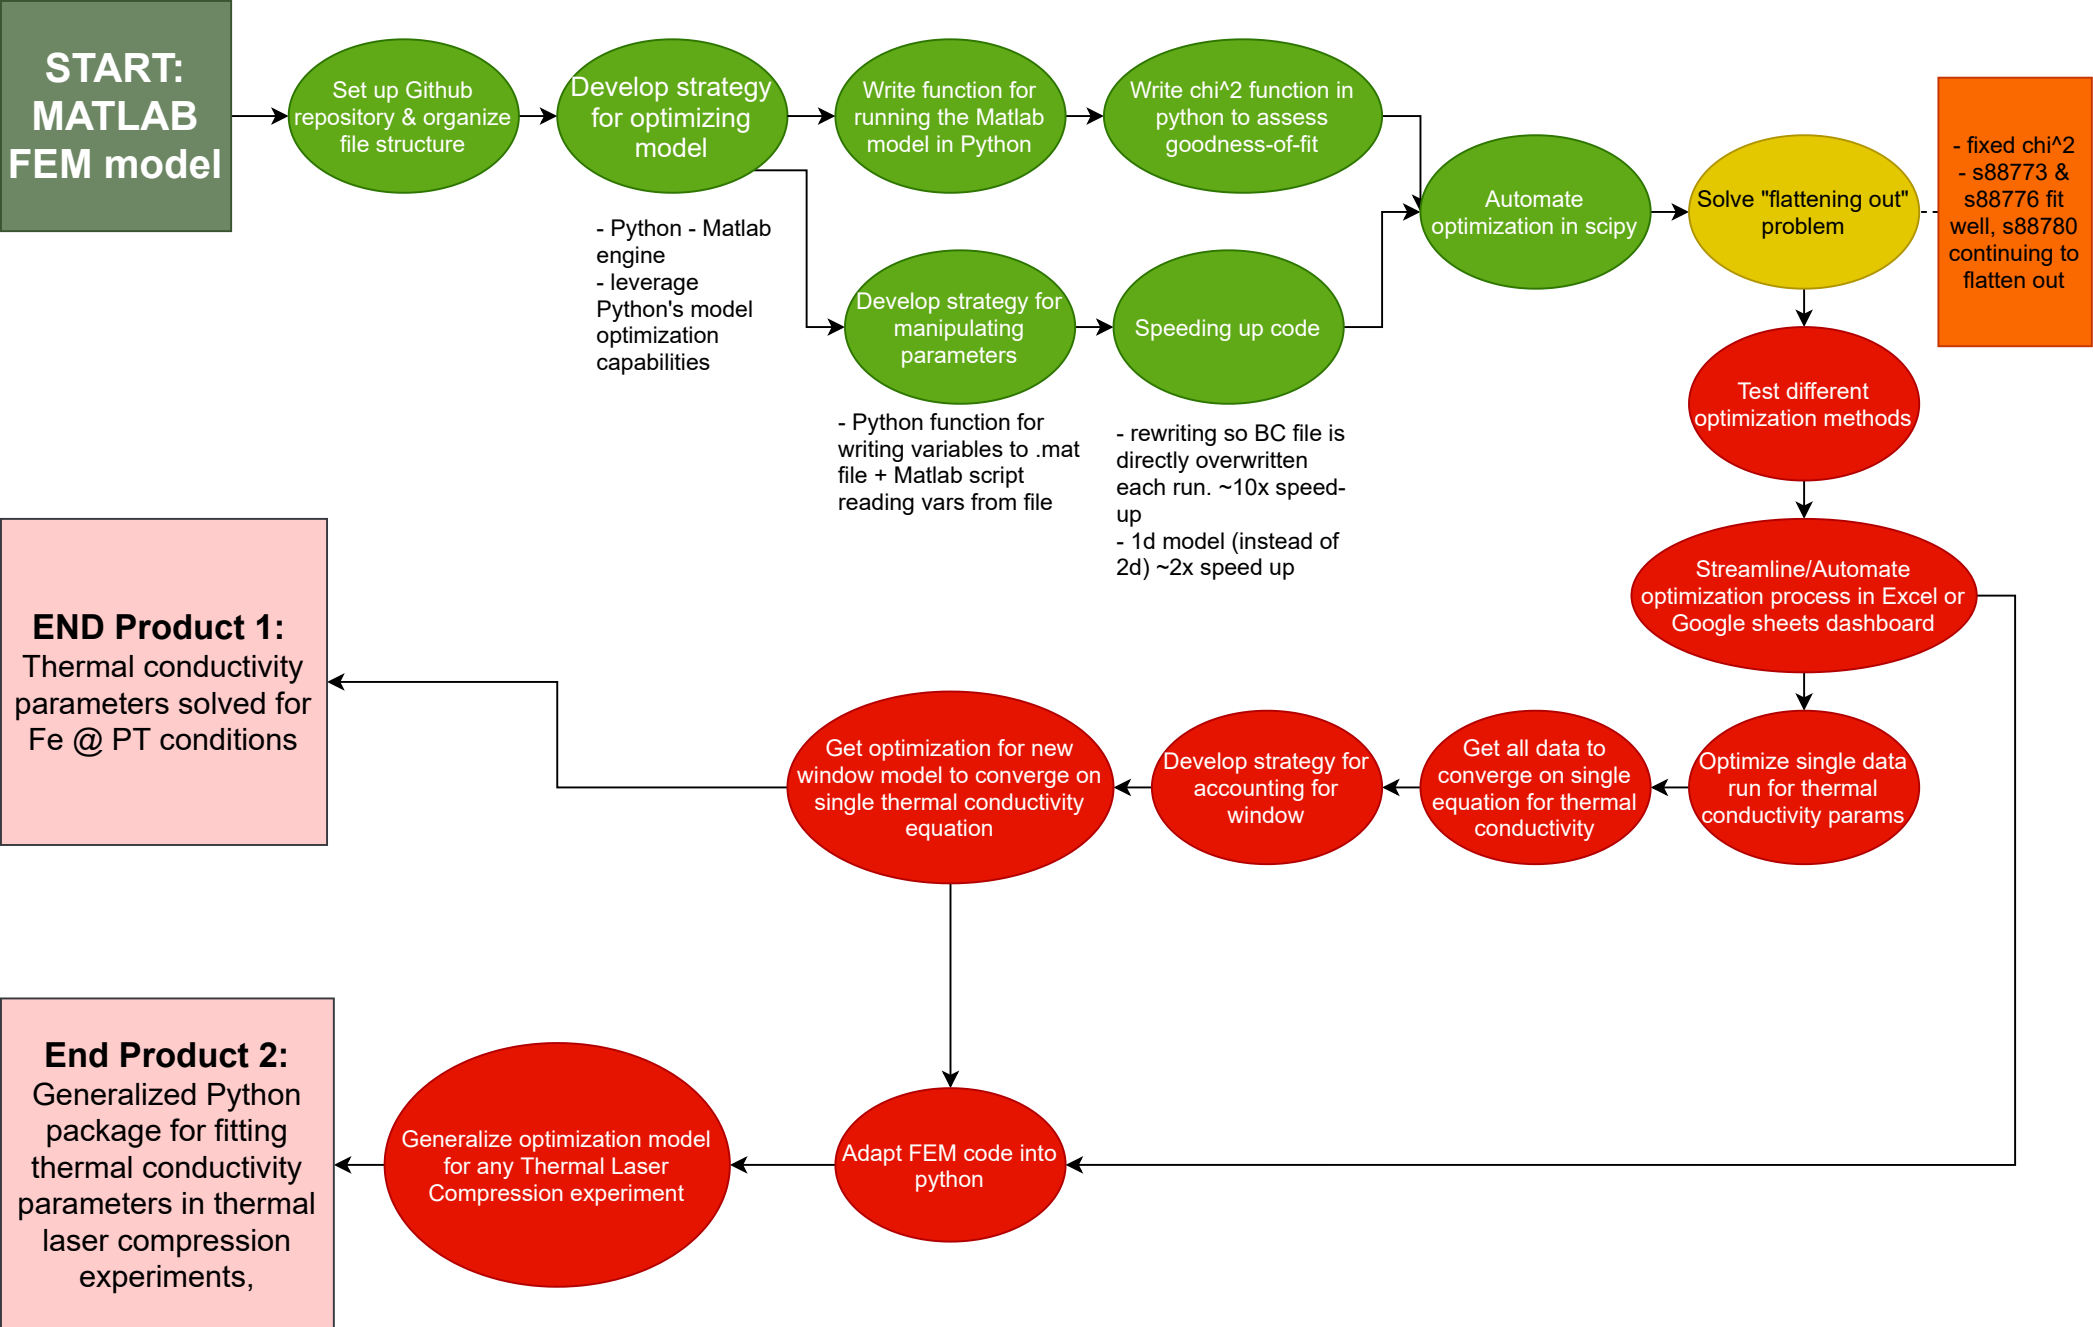 START:
MATLAB
FEM model
Set up Github
repository & organize
file structure
Develop strategy
for optimizing
model
Write function for
running the Matlab
model in Python
Write chi^2 function in
python to assess
goodness-of-fit
- Python - Matlab
engine
- leverage
Python's model
optimization
capabilities
Develop strategy for
manipulating
parameters
Speeding up code
- Python function for
writing variables to .mat
file + Matlab script
reading vars from file
- rewriting so BC file is
directly overwritten
each run. ~10x speed-
up
- 1d model (instead of
2d) ~2x speed up
Automate
optimization in scipy
Solve "flattening out"
problem
- fixed chi^2
- s88773 &
s88776 fit
well, s88780
continuing to
flatten out
Test different
optimization methods
Streamline/Automate
optimization process in Excel or
Google sheets dashboard
Optimize single data
run for thermal
conductivity params
Get all data to
converge on single
equation for thermal
conductivity
Develop strategy for
accounting for
window
Get optimization for new
window model to converge on
single thermal conductivity
equation
END Product 1:
Thermal conductivity
parameters solved for
Fe @ PT conditions
Adapt FEM code into
python
Generalize optimization model
for any Thermal Laser
Compression experiment
End Product 2:
Generalized Python
package for fitting
thermal conductivity
parameters in thermal
laser compression
experiments,